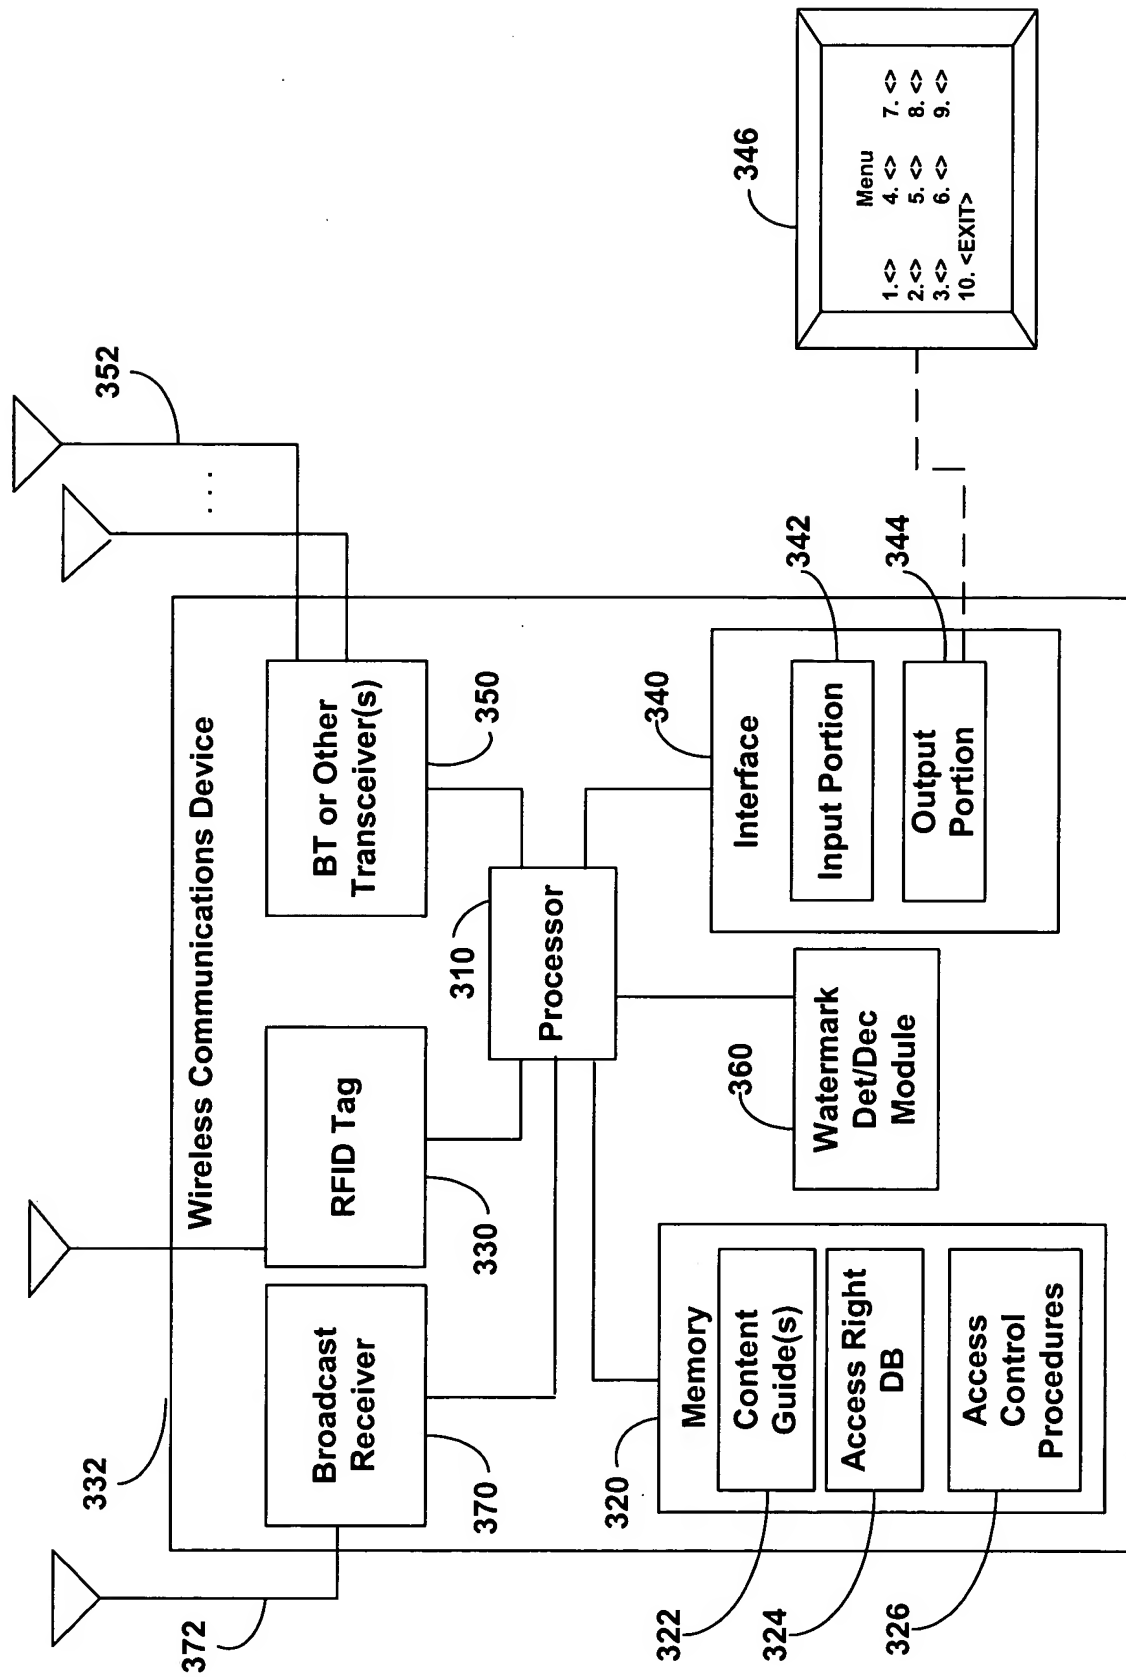 352
332
372
Wireless Communications Device
Broadcast
Receiver
370
RFID Tag
330
BT or Other
Transceiver(s)
350
310
Processor
320
Memory
Content
Guide(s)
322
Access Right
DB
324
Access
Control
Procedures
326
360
Watermark
Det/Dec
Module
340
Interface
Input Portion
342
Output
Portion
344
346
Menu
1.<> 4. <> 7. <>
2.<> 5. <> 8. <>
3.<> 6. <> 9. <>
10. <EXIT>